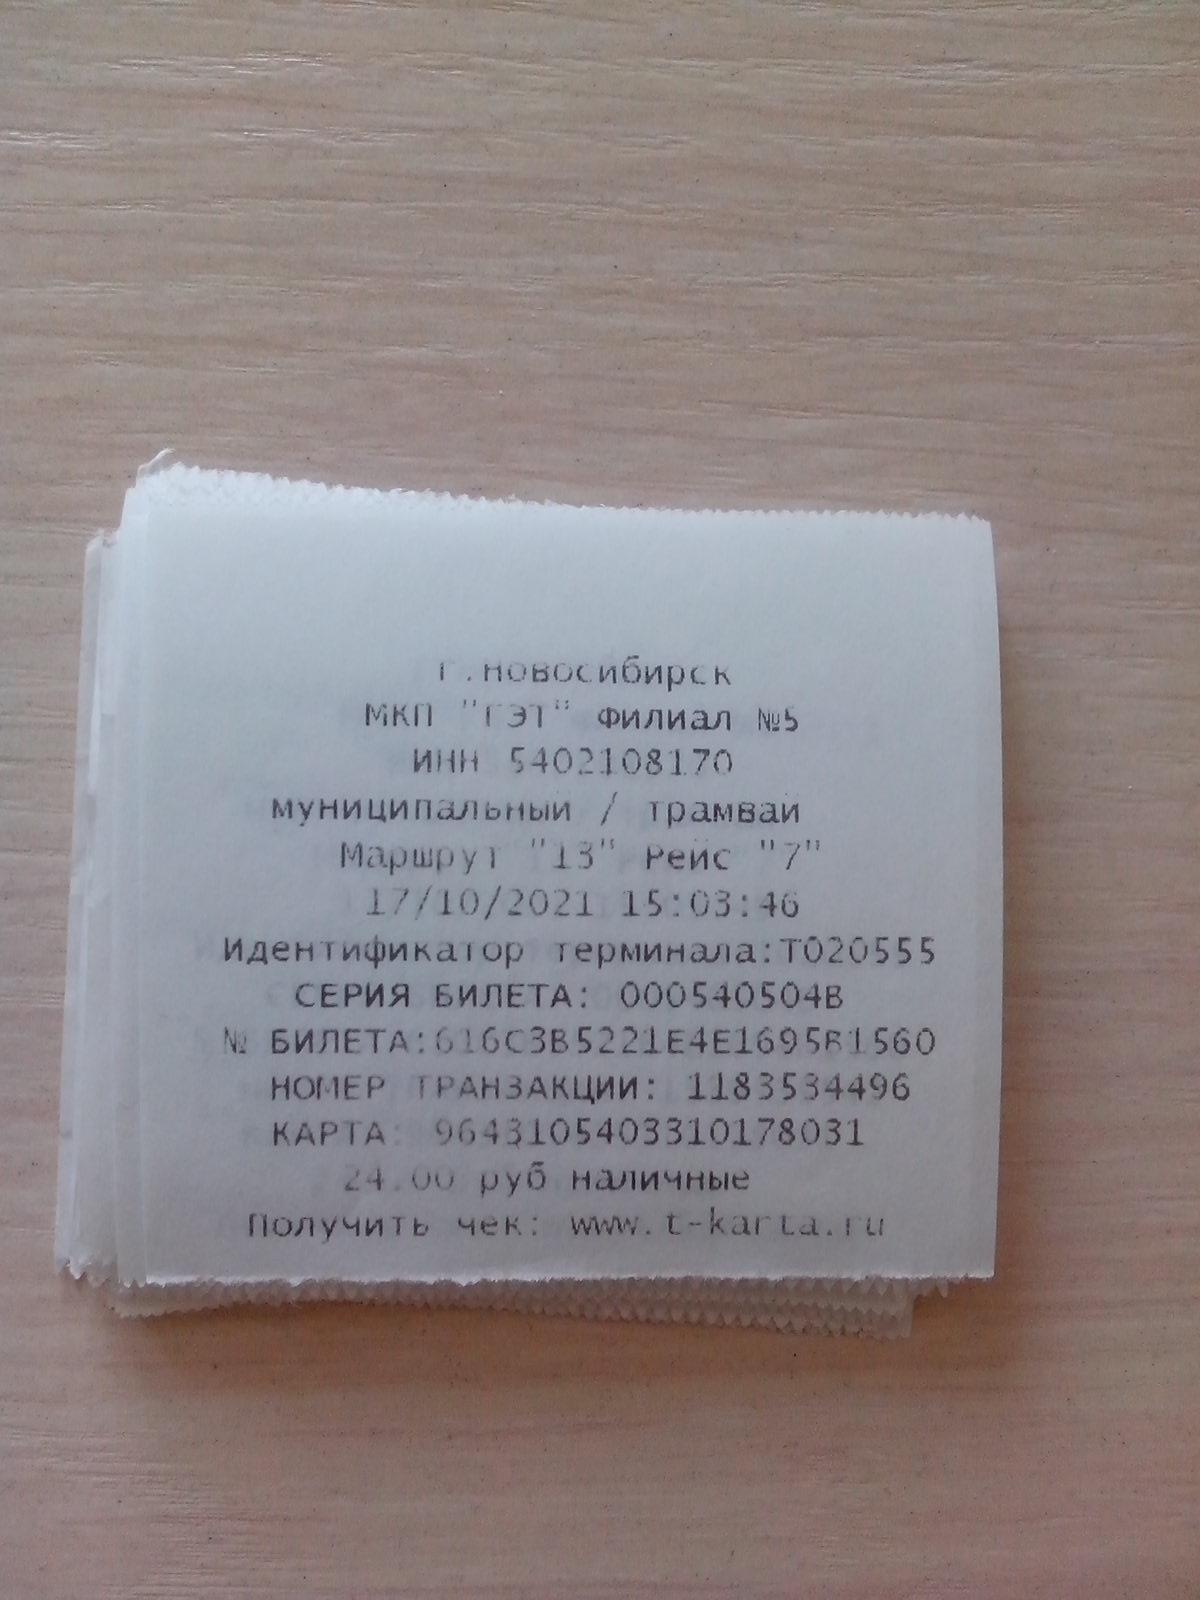 г.Новосибирск
МКП "ГЭТ" Филиал №5
ИНН 5402108170
муниципальный / трамвай
Маршрут "13" Рейс "7"
17/10/2021 15:03:46
Идентификатор терминала:T020555
СЕРИЯ БИЛЕТА: 000540504B
№ БИЛЕТА:616C3B5221E4E1695B1560
НОМЕР ТРАНЗАКЦИИ: 1183534496
КАРТА: 9643105403310178031
24.00 руб наличные
Получить чек: www.t-karta.ru